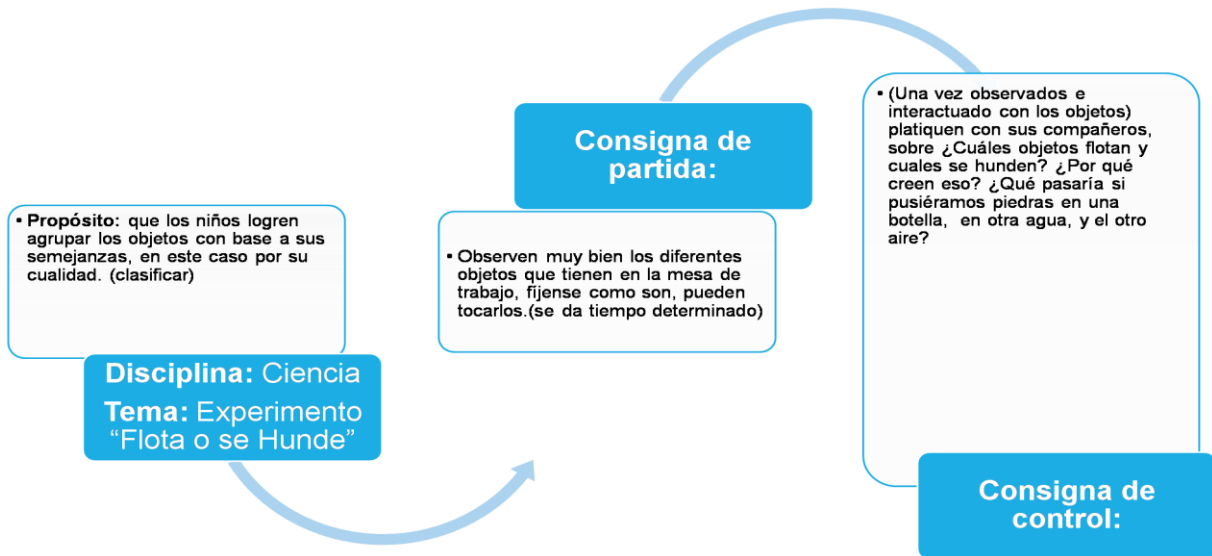 ▪ Propósito: que los niños logren
agrupar los objetos con base a sus
semejanzas, en este caso por su
cualidad. (clasificar)
Disciplina: Ciencia
Tema: Experimento
“Flota o se Hunde”
Consigna de
partida:
▪ Observen muy bien los diferentes
objetos que tienen en la mesa de
trabajo, fíjense como son, pueden
tocarlos.(se da tiempo determinado)
▪ (Una vez observados e
interactuado con los objetos)
platiquen con sus compañeros,
sobre ¿Cuáles objetos flotan y
cuales se hunden? ¿Por qué
creen eso? ¿Qué pasaría si
pusiéramos piedras en una
botella, en otra agua, y el otro
aire?
Consigna de
control: